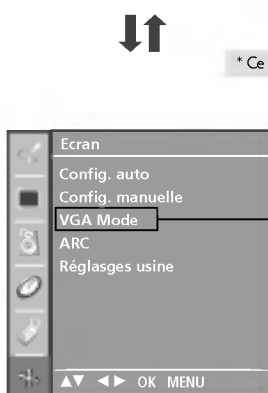 * Ce
Ecran
Config. auto
Config. manuelle
VGA Mode
ARC
Réglasges usine
▲▼ ◄► OK MENU